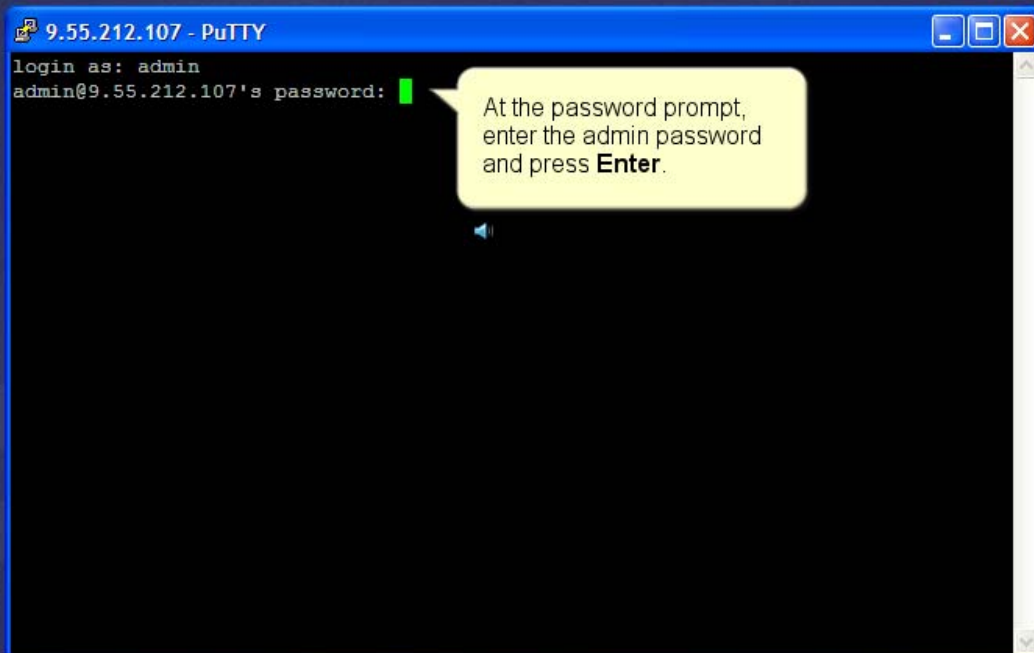 9.55.212.107 - PuTTY
login as: admin
admin@9.55.212.107's password:
At the password prompt,
enter the admin password
and press Enter.